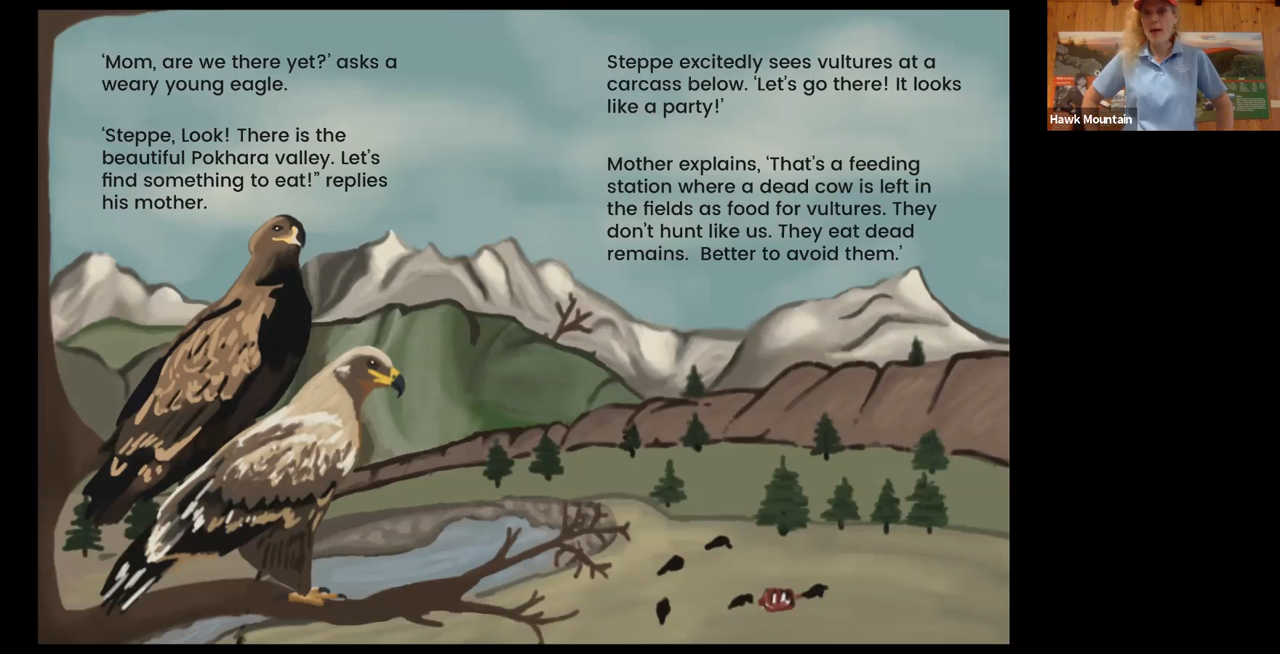 ‘Mom, are we there yet?’ asks a
weary young eagle.
‘Steppe, Look! There is the
beautiful Pokhara valley. Let’s
find something to eat!” replies
his mother.
Steppe excitedly sees vultures at a
carcass below. ‘Let’s go there! It looks
like a party!’
Mother explains, ‘That’s a feeding
station where a dead cow is left in
the fields as food for vultures. They
don’t hunt like us. They eat dead
remains.  Better to avoid them.’
Hawk Mountain